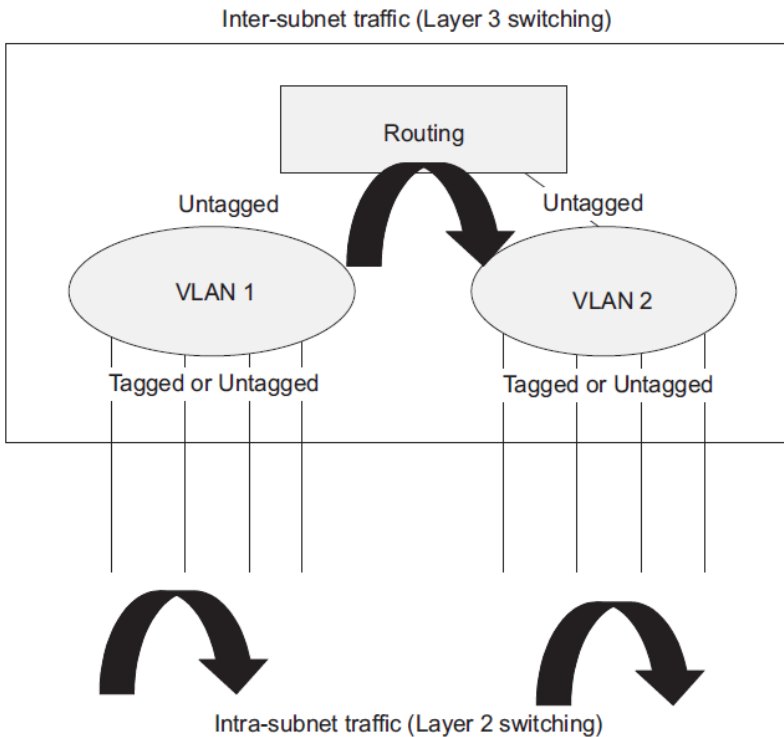 Inter-subnet traffic (Layer 3 switching)
Routing
Untagged
Untagged
VLAN 1
VLAN 2
Tagged or Untagged
Tagged or Untagged
Intra-subnet traffic (Layer 2 switching)